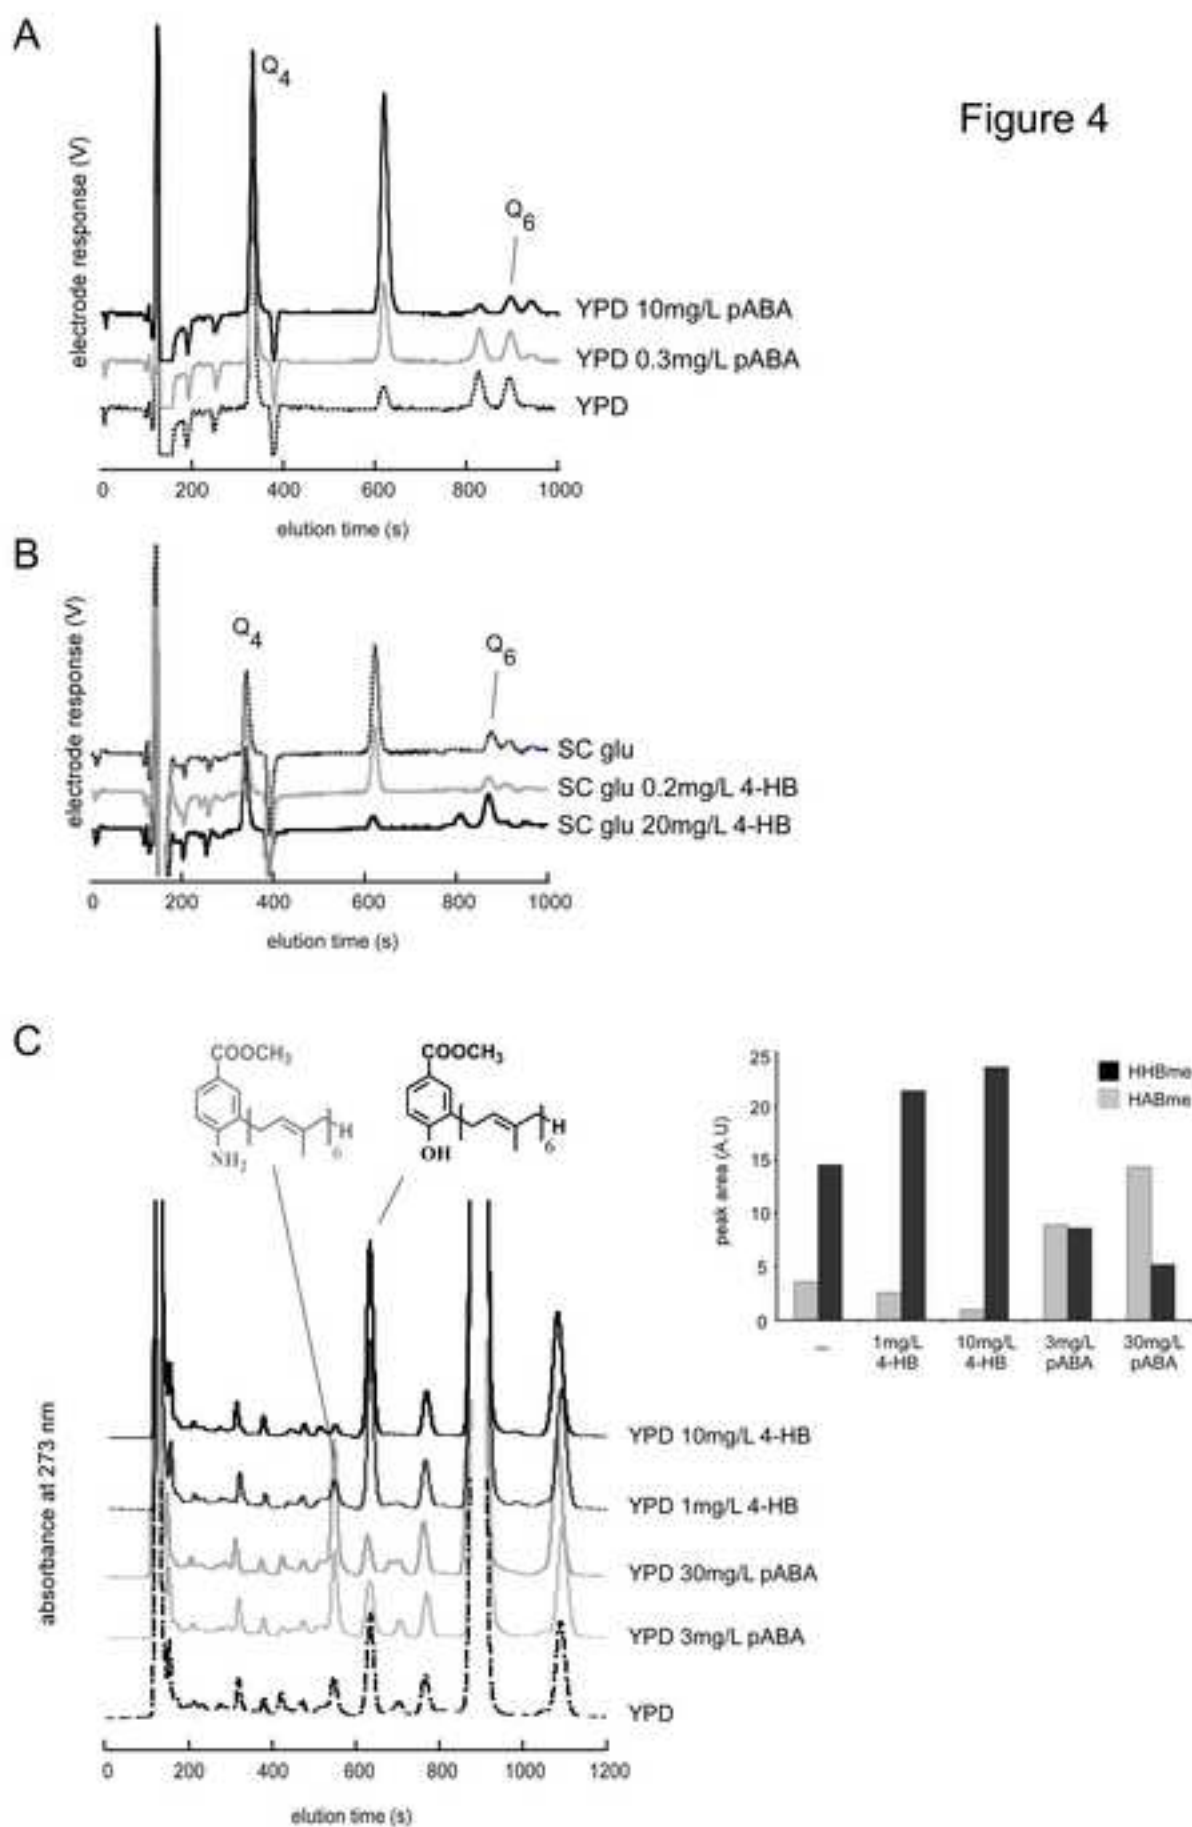 A
Figure 4
Q4
Q6
electrode response (V)
YPD 10mg/L pABA
YPD 0.3mg/L pABA
YPD
0 200 400 600 800 1000
elution time (s)
B
Q4
Q6
electrode response (V)
SC glu
SC glu 0.2mg/L 4-HB
SC glu 20mg/L 4-HB
0 200 400 600 800 1000
elution time (s)
C
COOCH3
NH2
H
6
COOCH3
OH
H
6
peak area (A.U)
25
20
15
10
5
0
HHBme
HABme
–
1mg/L 4-HB
10mg/L 4-HB
3mg/L pABA
30mg/L pABA
absorbance at 273 nm
YPD 10mg/L 4-HB
YPD 1mg/L 4-HB
YPD 30mg/L pABA
YPD 3mg/L pABA
YPD
0 200 400 600 800 1000 1200
elution time (s)